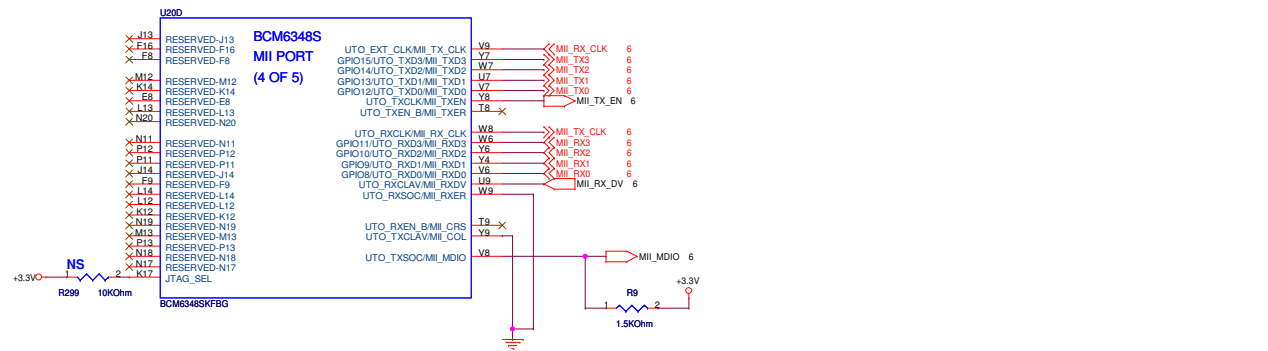 U20D
BCM6348S
MII PORT
(4 OF 5)
J13 RESERVED-J13
F16 RESERVED-F16
F8 RESERVED-F8
M12 RESERVED-M12
K14 RESERVED-K14
E8 RESERVED-E8
L13 RESERVED-L13
N20 RESERVED-N20
N11 RESERVED-N11
P12 RESERVED-P12
P11 RESERVED-P11
J14 RESERVED-J14
F9 RESERVED-F9
L14 RESERVED-L14
L12 RESERVED-L12
K12 RESERVED-K12
N19 RESERVED-N19
M13 RESERVED-M13
P13 RESERVED-P13
N18 RESERVED-N18
N17 RESERVED-N17
K17 JTAG_SEL
UTO_EXT_CLK/MII_TX_CLK V9 MII_RX_CLK 6
GPIO15/UTO_TXD3/MII_TXD3 Y7 MII_TX3 6
GPIO14/UTO_TXD2/MII_TXD2 W7 MII_TX2 6
GPIO13/UTO_TXD1/MII_TXD1 U7 MII_TX1 6
GPIO12/UTO_TXD0/MII_TXD0 V7 MII_TX0 6
UTO_TXCLK/MII_TXEN Y8 MII_TX_EN 6
UTO_TXEN_B/MII_TXER T8
UTO_RXCLK/MII_RX_CLK W8 MII_TX_CLK 6
GPIO11/UTO_RXD3/MII_RXD3 W6 MII_RX3 6
GPIO10/UTO_RXD2/MII_RXD2 Y6 MII_RX2 6
GPIO9/UTO_RXD1/MII_RXD1 Y4 MII_RX1 6
GPIO8/UTO_RXD0/MII_RXD0 V6 MII_RX0 6
UTO_RXCLAV/MII_RXDV U9 MII_RX_DV 6
UTO_RXSOC/MII_RXER W9
UTO_RXEN_B/MII_CRS T9
UTO_TXCLAV/MII_COL Y9
UTO_TXSOC/MII_MDIO V8 MII_MDIO 6
NS
+3.3V 1 2
R299 10KOhm
BCM6348SKFBG
+3.3V
R9
1 2
1.5KOhm